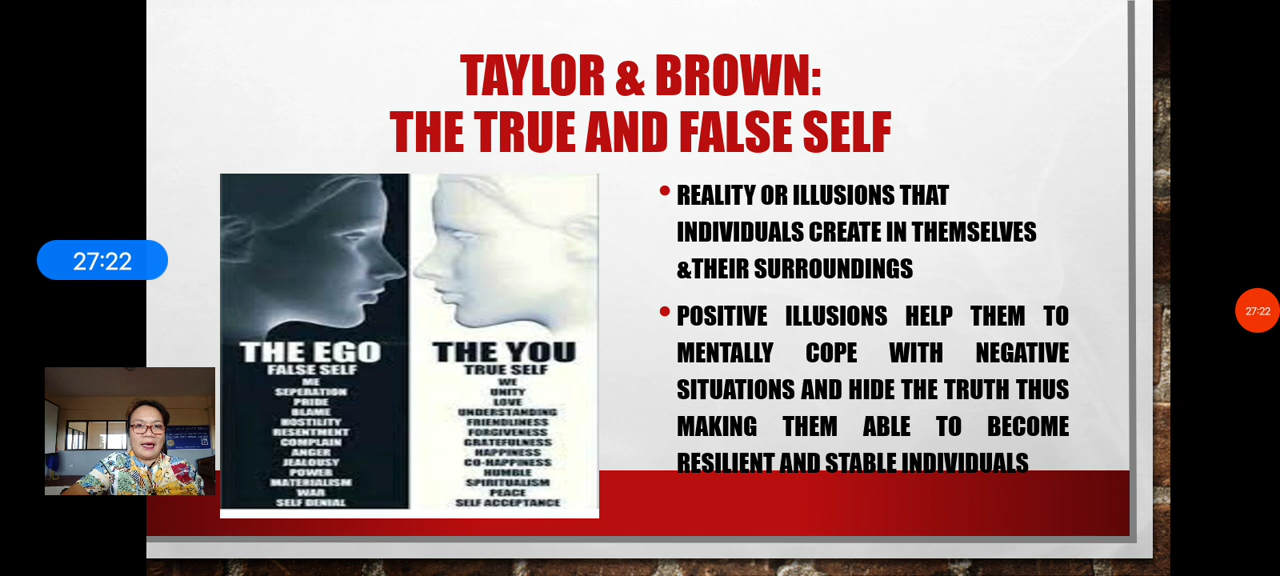 TAYLOR & BROWN:
THE TRUE AND FALSE SELF
27:22
THE EGO
FALSE SELF
ME
SEPERATION
PRIDE
BLAME
HOSTILITY
RESENTMENT
COMPLAIN
ANGER
JEALOUSY
POWER
MATERIALISM
WAR
SELF DENIAL
THE YOU
TRUE SELF
WE
UNITY
LOVE
UNDERSTANDING
FRIENDLINESS
FORGIVENESS
GRATEFULNESS
HAPPINESS
CO-HAPPINESS
HUMBLE
SPIRITUALISM
PEACE
SELF ACCEPTANCE
• REALITY OR ILLUSIONS THAT
INDIVIDUALS CREATE IN THEMSELVES
&THEIR SURROUNDINGS
• POSITIVE ILLUSIONS HELP THEM TO
MENTALLY COPE WITH NEGATIVE
SITUATIONS AND HIDE THE TRUTH THUS
MAKING THEM ABLE TO BECOME
RESILIENT AND STABLE INDIVIDUALS
27:22